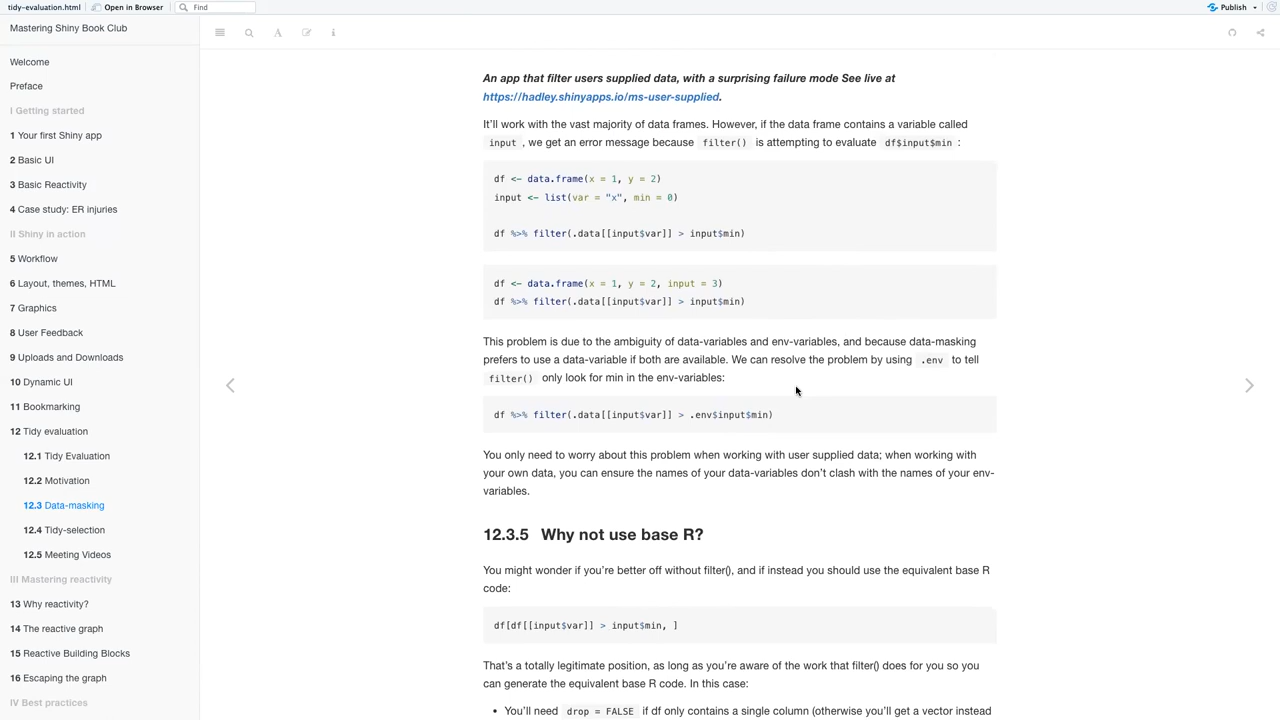 tidy-evaluation.html
Open in Browser
Find
Publish
Mastering Shiny Book Club
Welcome
Preface
I Getting started
1 Your first Shiny app
2 Basic UI
3 Basic Reactivity
4 Case study: ER injuries
II Shiny in action
5 Workflow
6 Layout, themes, HTML
7 Graphics
8 User Feedback
9 Uploads and Downloads
10 Dynamic UI
11 Bookmarking
12 Tidy evaluation
12.1 Tidy Evaluation
12.2 Motivation
12.3 Data-masking
12.4 Tidy-selection
12.5 Meeting Videos
III Mastering reactivity
13 Why reactivity?
14 The reactive graph
15 Reactive Building Blocks
16 Escaping the graph
IV Best practices
An app that filter users supplied data, with a surprising failure mode See live at
https://hadley.shinyapps.io/ms-user-supplied.
It'll work with the vast majority of data frames. However, if the data frame contains a variable called
input , we get an error message because filter() is attempting to evaluate df$input$min :
df <- data.frame(x = 1, y = 2)
input <- list(var = "x", min = 0)
df %>% filter(.data[[input$var]] > input$min)
df <- data.frame(x = 1, y = 2, input = 3)
df %>% filter(.data[[input$var]] > input$min)
This problem is due to the ambiguity of data-variables and env-variables, and because data-masking
prefers to use a data-variable if both are available. We can resolve the problem by using .env to tell
filter() only look for min in the env-variables:
df %>% filter(.data[[input$var]] > .env$input$min)
You only need to worry about this problem when working with user supplied data; when working with
your own data, you can ensure the names of your data-variables don't clash with the names of your env-
variables.
12.3.5 Why not use base R?
You might wonder if you're better off without filter(), and if instead you should use the equivalent base R
code:
df[df[[input$var]] > input$min, ]
That's a totally legitimate position, as long as you're aware of the work that filter() does for you so you
can generate the equivalent base R code. In this case:
• You'll need drop = FALSE if df only contains a single column (otherwise you'll get a vector instead